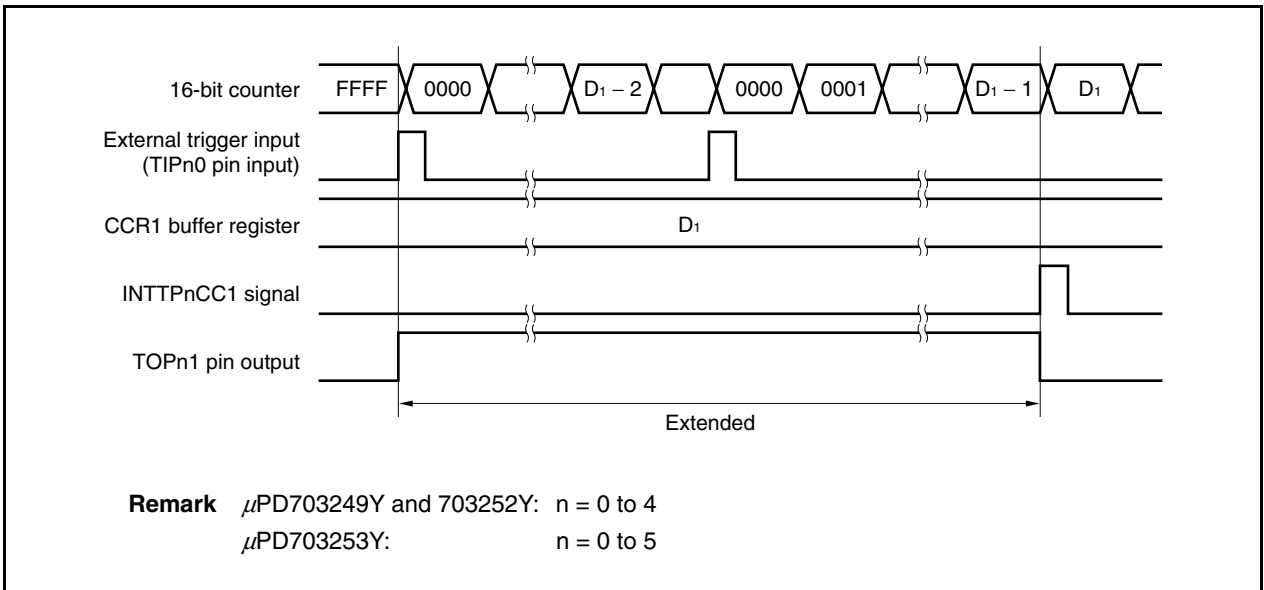 16-bit counter FFFF 0000 D1 – 2 0000 0001 D1 – 1 D1
External trigger input
(TIPn0 pin input)
CCR1 buffer register D1
INTTPnCC1 signal
TOPn1 pin output
Extended
Remark μPD703249Y and 703252Y: n = 0 to 4
μPD703253Y: n = 0 to 5